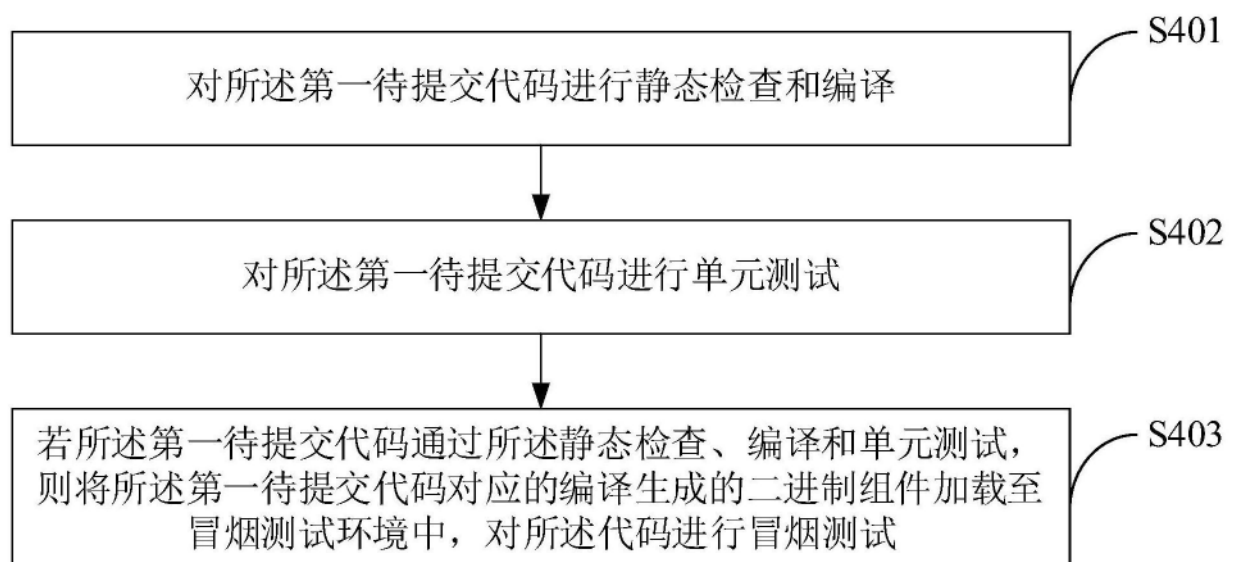 S401
对所述第一待提交代码进行静态检查和编译
S402
对所述第一待提交代码进行单元测试
S403
若所述第一待提交代码通过所述静态检查、编译和单元测试，
则将所述第一待提交代码对应的编译生成的二进制组件加载至
冒烟测试环境中，对所述代码进行冒烟测试